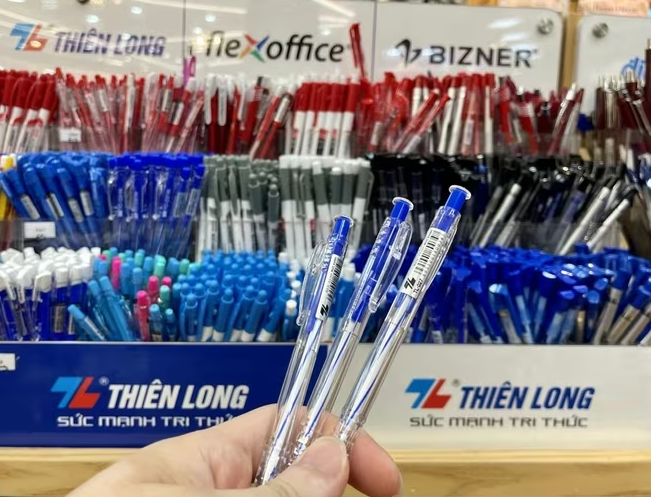 THIÊN LONG
flexoffice
BIZNER
THIÊN LONG
SỨC MẠNH TRI THỨC
THIÊN LONG
SỨC MẠNH TRI THỨC